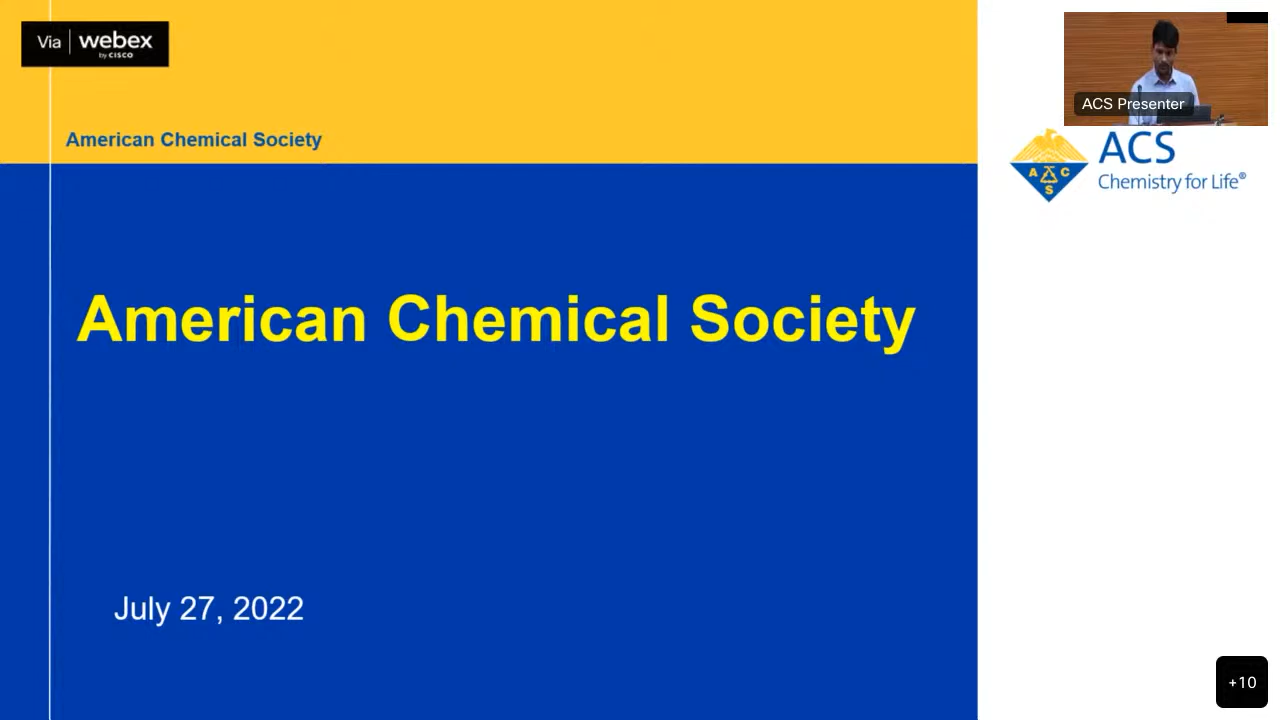 Via | webex
by CISCO
ACS Presenter
American Chemical Society
ACS
Chemistry for Life®
A C S
American Chemical Society
July 27, 2022
+10